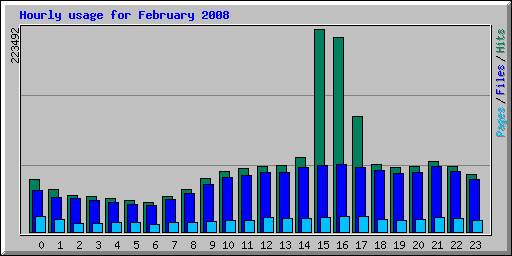 Hourly usage for February 2008
223492
Pages / Files / Hits
0 1 2 3 4 5 6 7 8 9 10 11 12 13 14 15 16 17 18 19 20 21 22 23